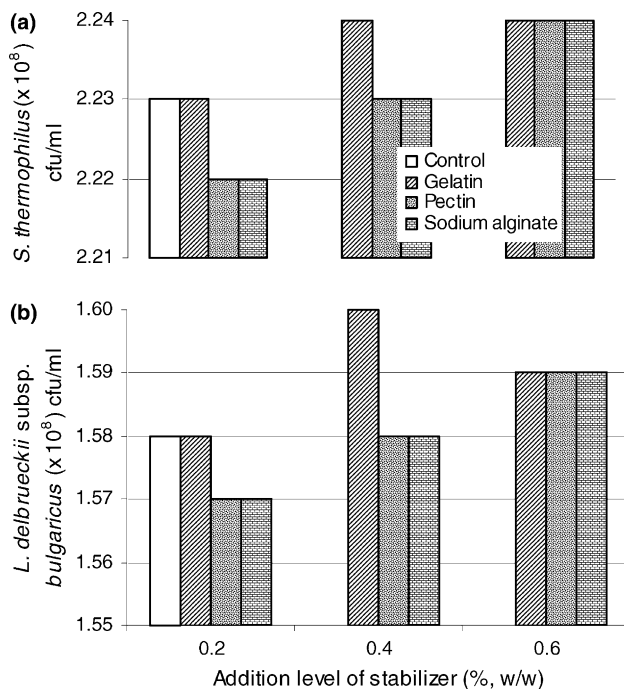 (a)
S. thermophilus (x 10⁸)
cfu/ml
2.24
2.23
2.22
2.21
Control
Gelatin
Pectin
Sodium alginate
(b)
L. delbrueckii subsp.
bulgaricus (x 10⁸) cfu/ml
1.60
1.59
1.58
1.57
1.56
1.55
0.2 0.4 0.6
Addition level of stabilizer (%, w/w)